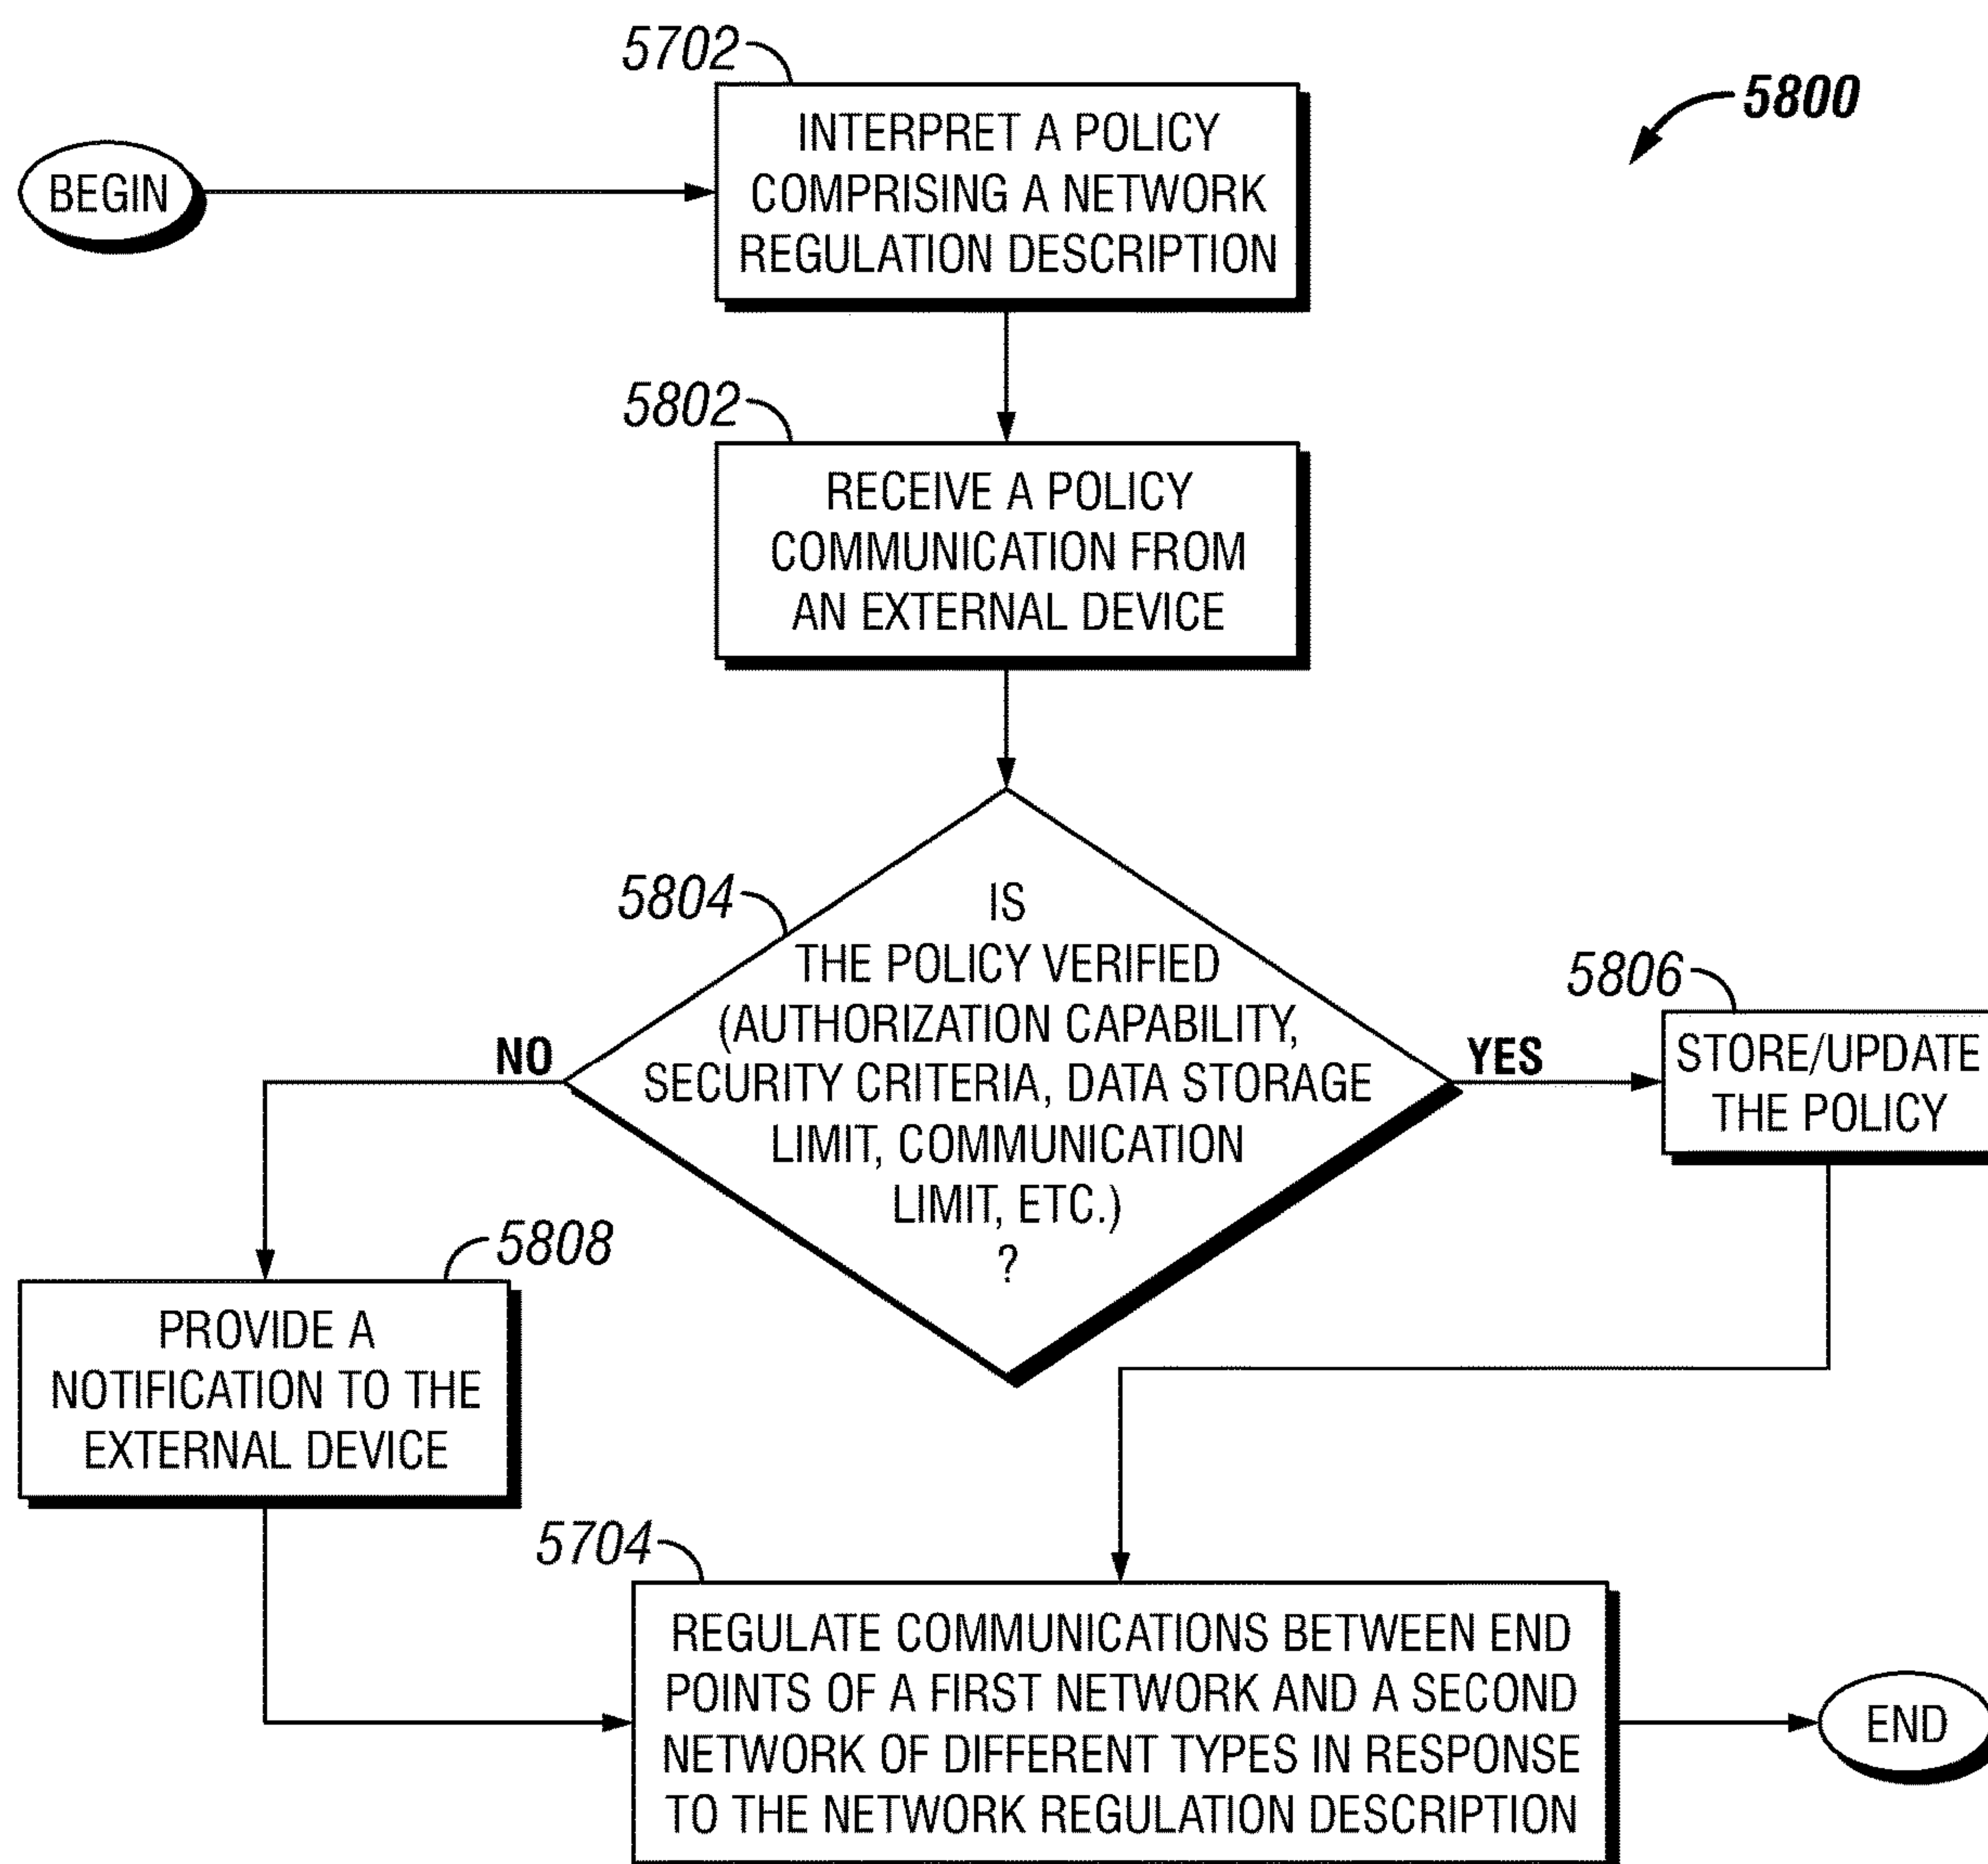 5702
5800
BEGIN
INTERPRET A POLICY
COMPRISING A NETWORK
REGULATION DESCRIPTION
5802
RECEIVE A POLICY
COMMUNICATION FROM
AN EXTERNAL DEVICE
5804
IS
THE POLICY VERIFIED
(AUTHORIZATION CAPABILITY,
SECURITY CRITERIA, DATA STORAGE
LIMIT, COMMUNICATION
LIMIT, ETC.)
?
NO
YES
5806
STORE/UPDATE
THE POLICY
5808
PROVIDE A
NOTIFICATION TO THE
EXTERNAL DEVICE
5704
REGULATE COMMUNICATIONS BETWEEN END
POINTS OF A FIRST NETWORK AND A SECOND
NETWORK OF DIFFERENT TYPES IN RESPONSE
TO THE NETWORK REGULATION DESCRIPTION
END